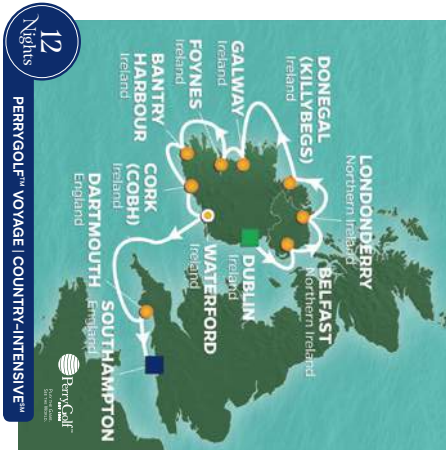 12
Nights
PERRYGOLF™ VOYAGE | COUNTRY-INTENSIVE℠
LONDONDERRY
Northern Ireland
BELFAST
Northern Ireland
DONEGAL
(KILLYBEGS)
Ireland
GALWAY
Ireland
FOYNES
Ireland
BANTRY
HARBOUR
Ireland
CORK
(COBH)
Ireland
DUBLIN
Ireland
WATERFORD
Ireland
DARTMOUTH
England
SOUTHAMPTON
England
PerryGolf